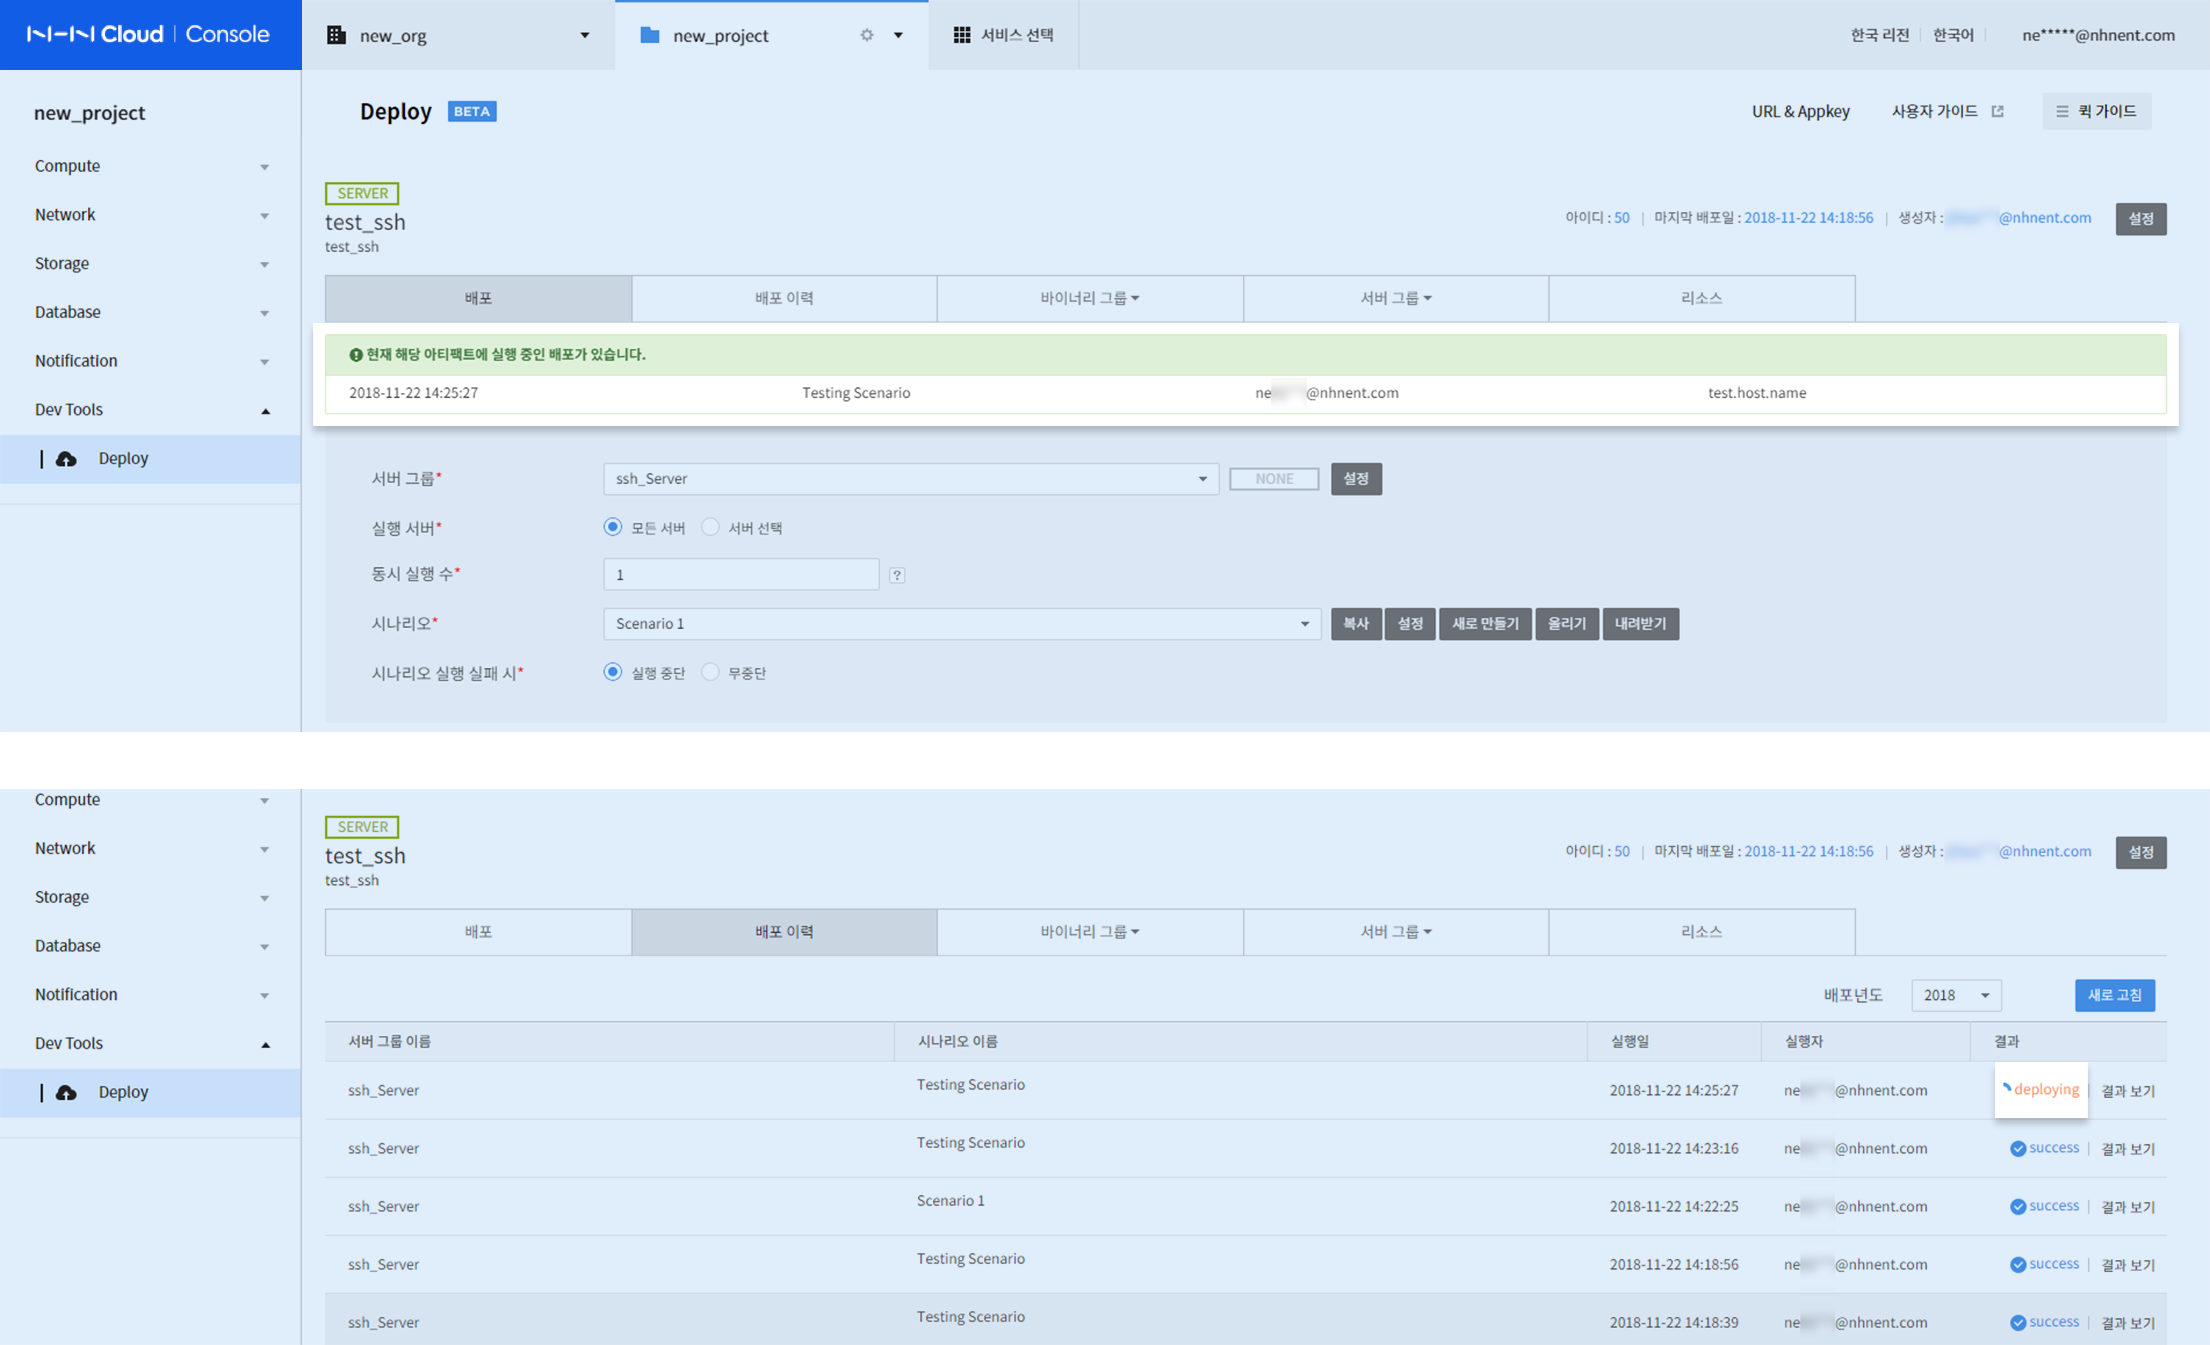 NHN Cloud | Console
new_org
new_project
서비스 선택
한국 리전
한국어
ne*****@nhnent.com
new_project
Deploy BETA
URL & Appkey
사용자 가이드
퀵 가이드
Compute
Network
Storage
Database
Notification
Dev Tools
Deploy
SERVER
test_ssh
test_ssh
아이디 : 50 | 마지막 배포일 : 2018-11-22 14:18:56 | 생성자 : @nhnent.com
설정
배포
배포 이력
바이너리 그룹
서버 그룹
리소스
현재 해당 아티팩트에 실행 중인 배포가 있습니다.
2018-11-22 14:25:27 Testing Scenario ne @nhnent.com test.host.name
서버 그룹* ssh_Server NONE 설정
실행 서버* 모든 서버 서버 선택
동시 실행 수* 1 ?
시나리오* Scenario 1 복사 설정 새로 만들기 올리기 내려받기
시나리오 실행 실패 시* 실행 중단 무중단
Compute
Network
Storage
Database
Notification
Dev Tools
Deploy
SERVER
test_ssh
test_ssh
아이디 : 50 | 마지막 배포일 : 2018-11-22 14:18:56 | 생성자 : @nhnent.com
설정
배포
배포 이력
바이너리 그룹
서버 그룹
리소스
배포년도 2018 새로 고침
서버 그룹 이름 시나리오 이름 실행일 실행자 결과
ssh_Server Testing Scenario 2018-11-22 14:25:27 ne @nhnent.com deploying | 결과 보기
ssh_Server Testing Scenario 2018-11-22 14:23:16 ne @nhnent.com success | 결과 보기
ssh_Server Scenario 1 2018-11-22 14:22:25 ne @nhnent.com success | 결과 보기
ssh_Server Testing Scenario 2018-11-22 14:18:56 ne @nhnent.com success | 결과 보기
ssh_Server Testing Scenario 2018-11-22 14:18:39 ne @nhnent.com success | 결과 보기